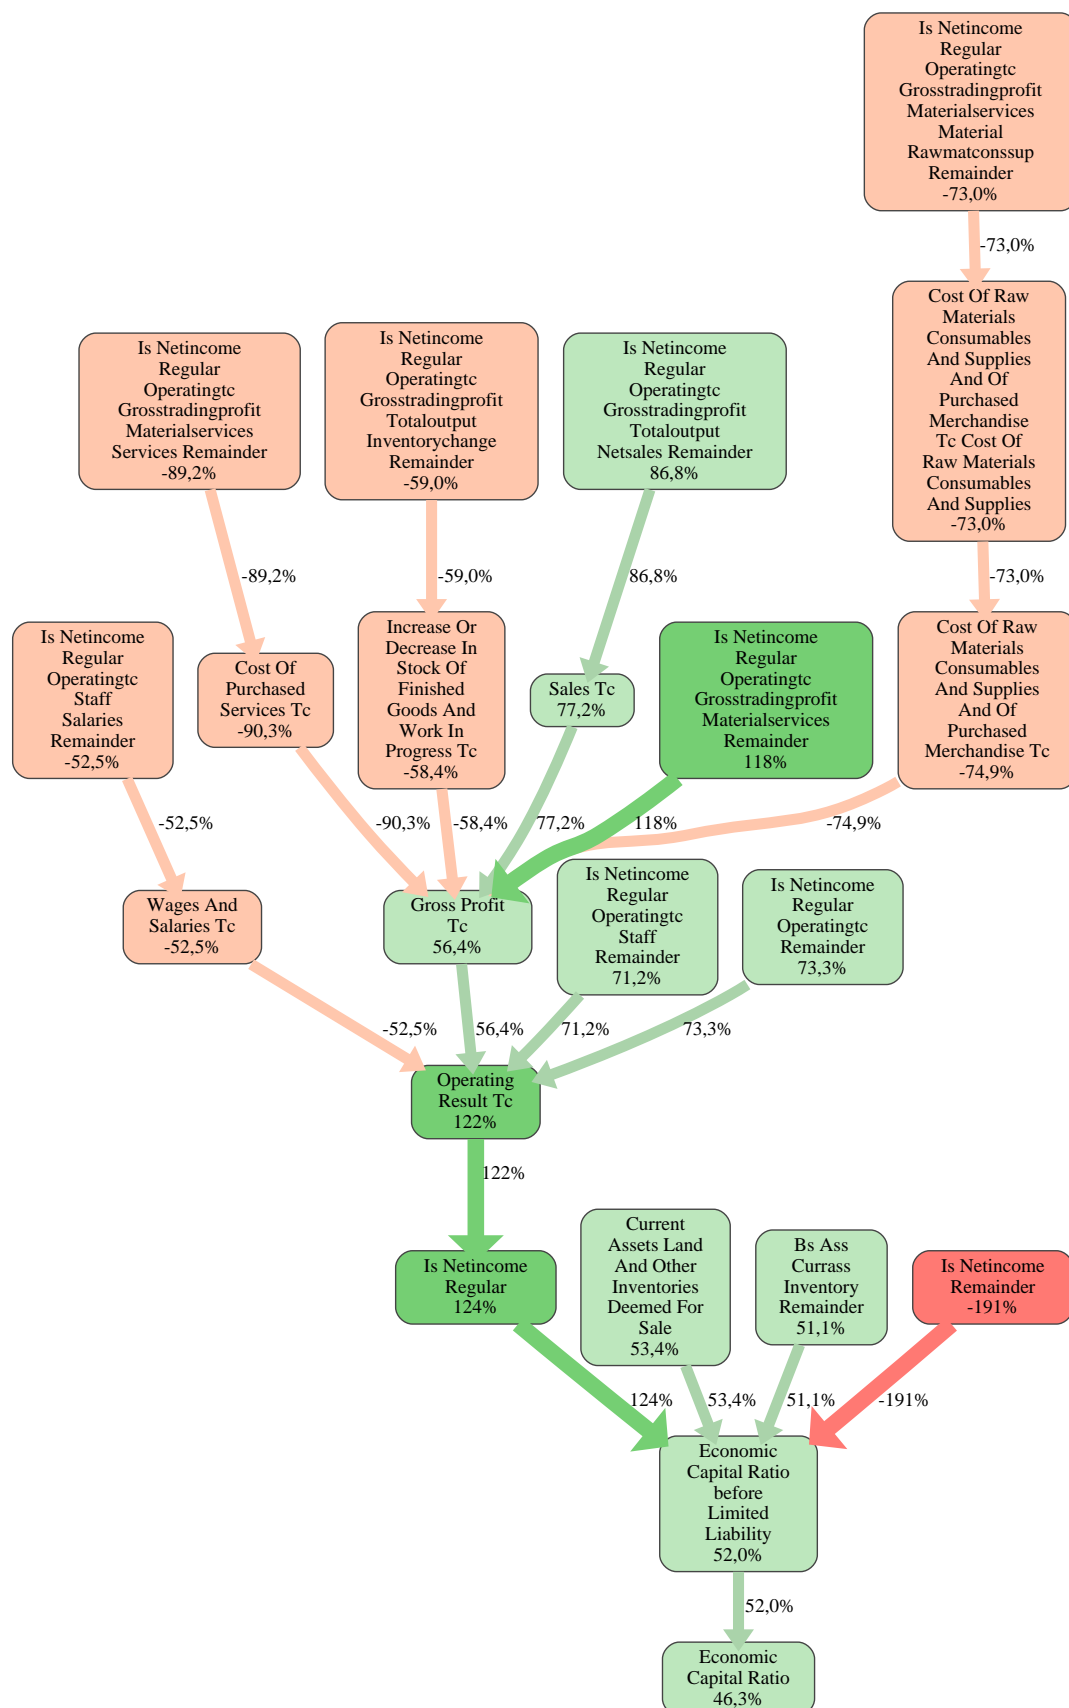 Is Netincome
Regular
Operatingtc
Grosstradingprofit
Materialservices
Material
Rawmatconssup
Remainder
-73,0%
-73,0%
Cost Of Raw
Materials
Consumables
And Supplies
And Of
Purchased
Merchandise
Tc Cost Of
Raw Materials
Consumables
And Supplies
-73,0%
Is Netincome
Regular
Operatingtc
Grosstradingprofit
Materialservices
Services Remainder
-89,2%
Is Netincome
Regular
Operatingtc
Grosstradingprofit
Totaloutput
Inventorychange
Remainder
-59,0%
Is Netincome
Regular
Operatingtc
Grosstradingprofit
Totaloutput
Netsales Remainder
86,8%
-89,2%
-59,0%
86,8%
-73,0%
Is Netincome
Regular
Operatingtc
Staff
Salaries
Remainder
-52,5%
Cost Of
Purchased
Services Tc
-90,3%
Increase Or
Decrease In
Stock Of
Finished
Goods And
Work In
Progress Tc
-58,4%
Sales Tc
77,2%
Is Netincome
Regular
Operatingtc
Grosstradingprofit
Materialservices
Remainder
118%
Cost Of Raw
Materials
Consumables
And Supplies
And Of
Purchased
Merchandise Tc
-74,9%
-52,5%
-90,3%
-58,4%
77,2%
118%
-74,9%
Wages And
Salaries Tc
-52,5%
Gross Profit
Tc
56,4%
Is Netincome
Regular
Operatingtc
Staff
Remainder
71,2%
Is Netincome
Regular
Operatingtc
Remainder
73,3%
-52,5%
56,4%
71,2%
73,3%
Operating
Result Tc
122%
122%
Is Netincome
Regular
124%
Current
Assets Land
And Other
Inventories
Deemed For
Sale
53,4%
Bs Ass
Currass
Inventory
Remainder
51,1%
Is Netincome
Remainder
-191%
124%
53,4%
51,1%
-191%
Economic
Capital Ratio
before
Limited
Liability
52,0%
52,0%
Economic
Capital Ratio
46,3%